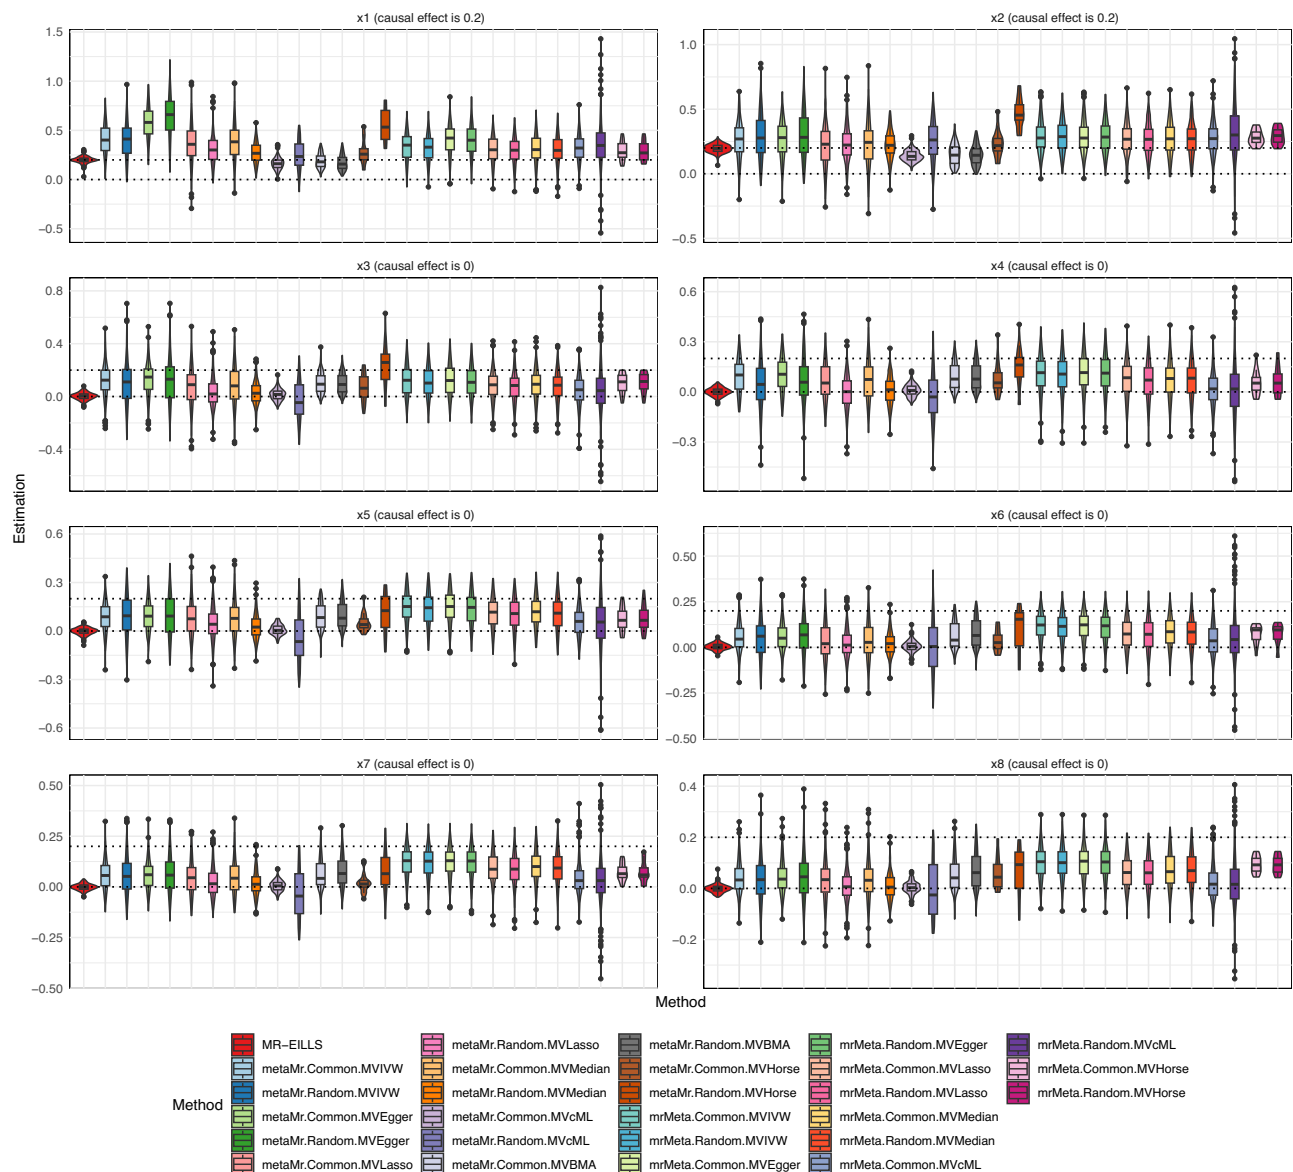 x1 (causal effect is 0.2)
1.5
1.0
0.5
0.0
−0.5
x2 (causal effect is 0.2)
1.0
0.5
0.0
−0.5
x3 (causal effect is 0)
0.8
0.4
0.0
−0.4
x4 (causal effect is 0)
0.6
0.3
0.0
−0.3
x5 (causal effect is 0)
0.6
0.3
0.0
−0.3
−0.6
x6 (causal effect is 0)
0.50
0.25
0.00
−0.25
−0.50
x7 (causal effect is 0)
0.50
0.25
0.00
−0.25
−0.50
x8 (causal effect is 0)
0.4
0.2
0.0
−0.2
Estimation
Method
Method
MR−EILLS
metaMr.Common.MVIVW
metaMr.Random.MVIVW
metaMr.Common.MVEgger
metaMr.Random.MVEgger
metaMr.Common.MVLasso
metaMr.Random.MVLasso
metaMr.Common.MVMedian
metaMr.Random.MVMedian
metaMr.Common.MVcML
metaMr.Random.MVcML
metaMr.Common.MVBMA
metaMr.Random.MVBMA
metaMr.Common.MVHorse
metaMr.Random.MVHorse
mrMeta.Common.MVIVW
mrMeta.Random.MVIVW
mrMeta.Common.MVEgger
mrMeta.Random.MVEgger
mrMeta.Common.MVLasso
mrMeta.Random.MVLasso
mrMeta.Common.MVMedian
mrMeta.Random.MVMedian
mrMeta.Common.MVcML
mrMeta.Random.MVcML
mrMeta.Common.MVHorse
mrMeta.Random.MVHorse